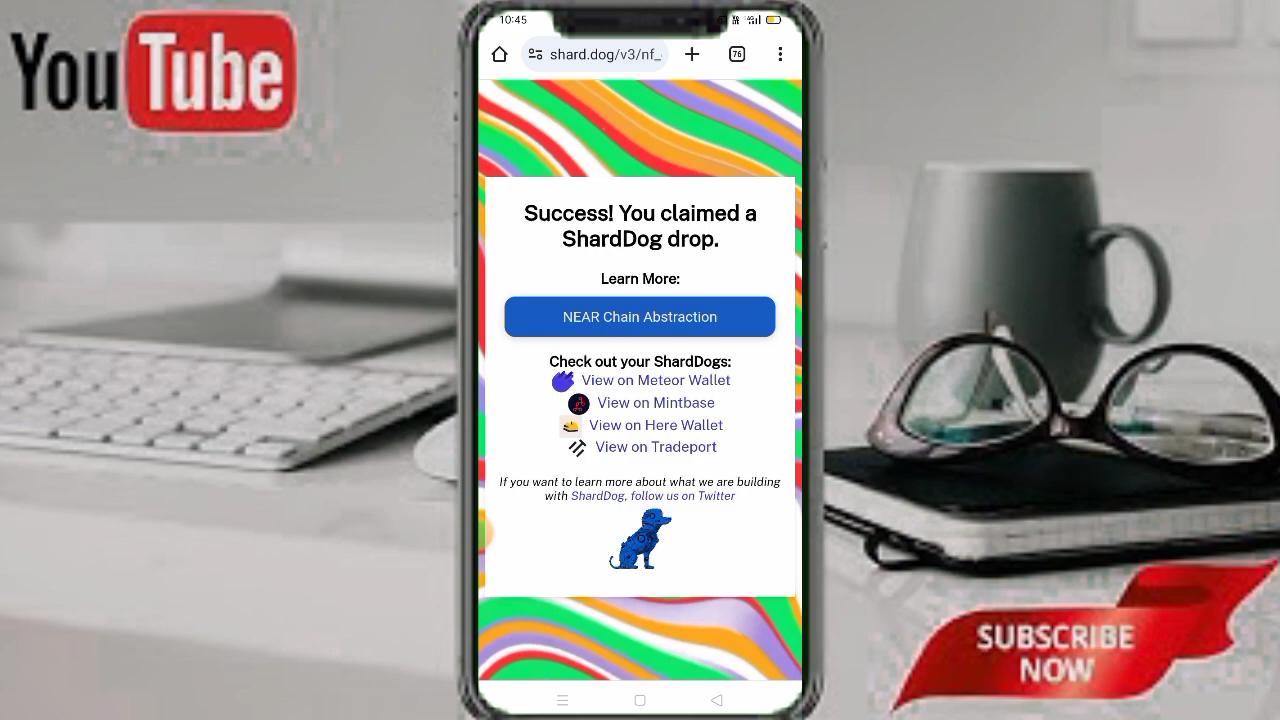 YouTube
10:45
shard.dog/v3/nf_
76
Success! You claimed a
ShardDog drop.
Learn More:
NEAR Chain Abstraction
Check out your ShardDogs:
View on Meteor Wallet
View on Mintbase
View on Here Wallet
View on Tradeport
If you want to learn more about what we are building
with ShardDog, follow us on Twitter
SUBSCRIBE
NOW